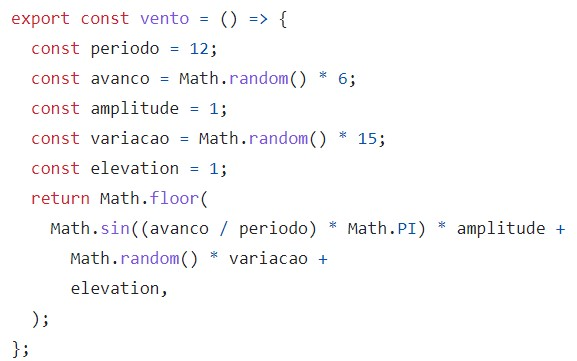 export const vento = () => {
  const periodo = 12;
  const avanco = Math.random() * 6;
  const amplitude = 1;
  const variacao = Math.random() * 15;
  const elevation = 1;
  return Math.floor(
    Math.sin((avanco / periodo) * Math.PI) * amplitude +
      Math.random() * variacao +
      elevation,
  );
};